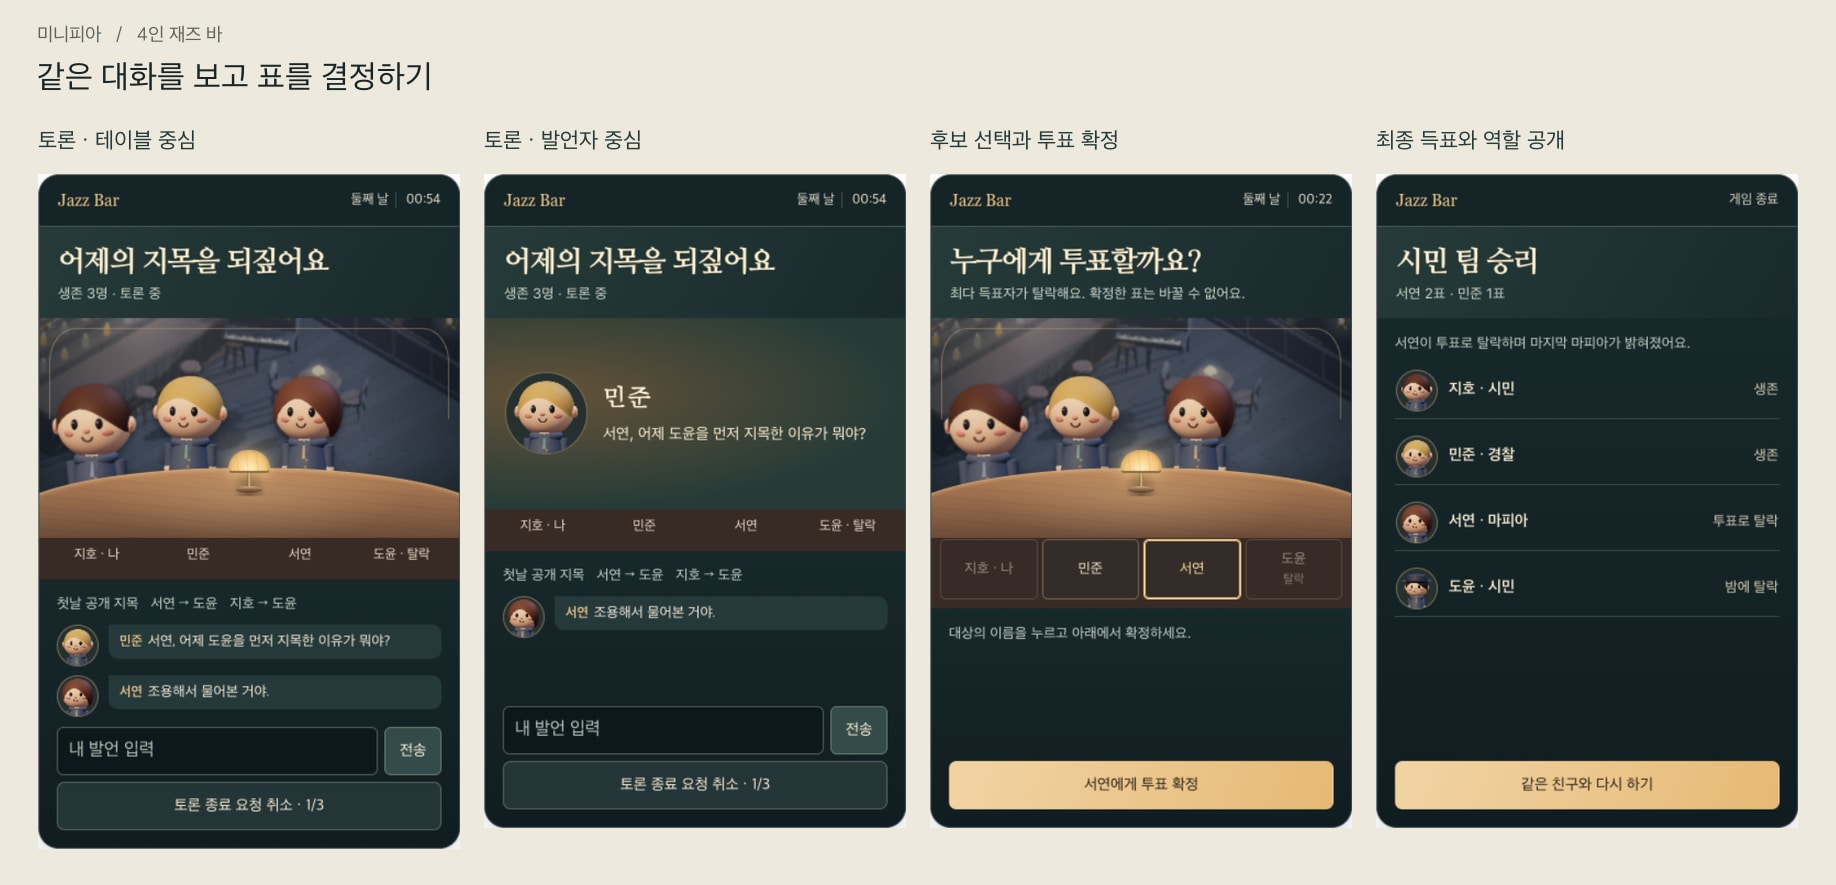 미니피아 / 4인 재즈 바
같은 대화를 보고 표를 결정하기
토론 · 테이블 중심
Jazz Bar
둘째 날 | 00:54
어제의 지목을 되짚어요
생존 3명 · 토론 중
지호 · 나
민준
서연
도윤 · 탈락
첫날 공개 지목 서연 → 도윤 지호 → 도윤
민준 서연, 어제 도윤을 먼저 지목한 이유가 뭐야?
서연 조용해서 물어본 거야.
내 발언 입력
전송
토론 종료 요청 취소 · 1/3
토론 · 발언자 중심
Jazz Bar
둘째 날 | 00:54
어제의 지목을 되짚어요
생존 3명 · 토론 중
민준
서연, 어제 도윤을 먼저 지목한 이유가 뭐야?
지호 · 나
민준
서연
도윤 · 탈락
첫날 공개 지목 서연 → 도윤 지호 → 도윤
서연 조용해서 물어본 거야.
내 발언 입력
전송
토론 종료 요청 취소 · 1/3
후보 선택과 투표 확정
Jazz Bar
둘째 날 | 00:22
누구에게 투표할까요?
최다 득표자가 탈락해요. 확정한 표는 바꿀 수 없어요.
지호 · 나
민준
서연
도윤
탈락
대상의 이름을 누르고 아래에서 확정하세요.
서연에게 투표 확정
최종 득표와 역할 공개
Jazz Bar
게임 종료
시민 팀 승리
서연 2표 · 민준 1표
서연이 투표로 탈락하며 마지막 마피아가 밝혀졌어요.
지호 · 시민
생존
민준 · 경찰
생존
서연 · 마피아
투표로 탈락
도윤 · 시민
밤에 탈락
같은 친구와 다시 하기